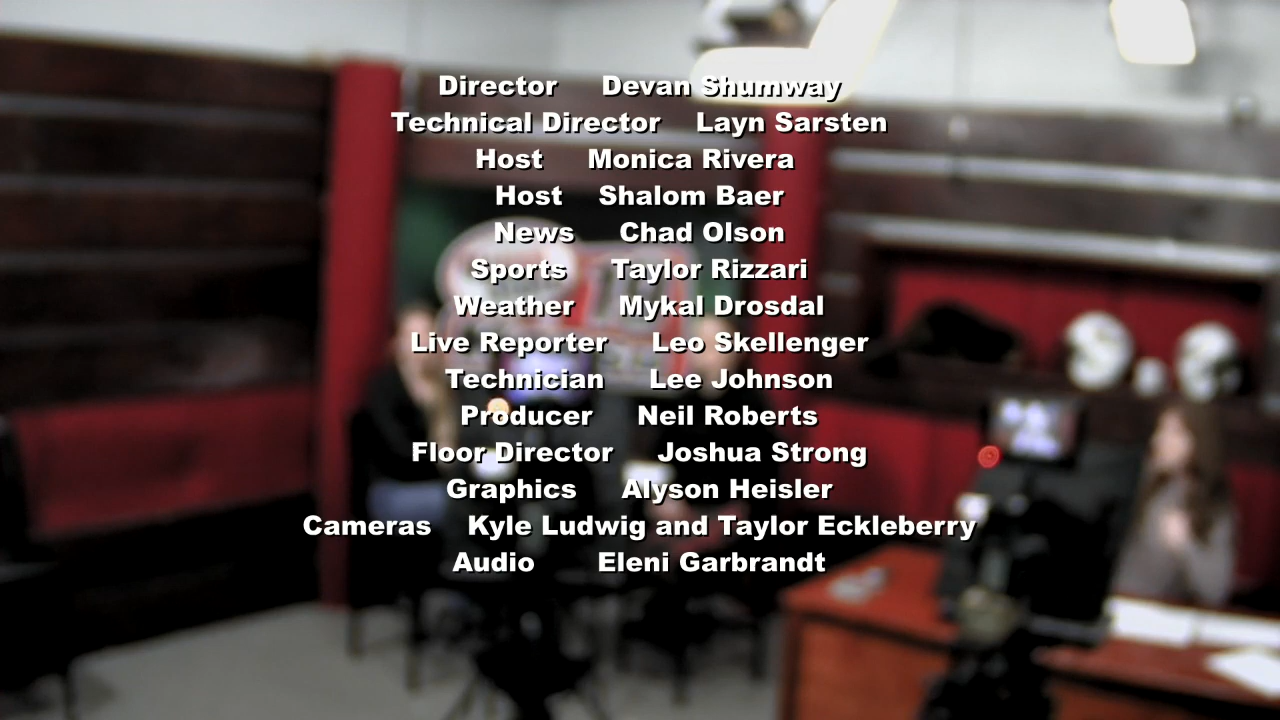 Director Devan Shumway
Technical Director Layn Sarsten
Host Monica Rivera
Host Shalom Baer
News Chad Olson
Sports Taylor Rizzari
Weather Mykal Drosdal
Live Reporter Leo Skellenger
Technician Lee Johnson
Producer Neil Roberts
Floor Director Joshua Strong
Graphics Alyson Heisler
Cameras Kyle Ludwig and Taylor Eckleberry
Audio Eleni Garbrandt